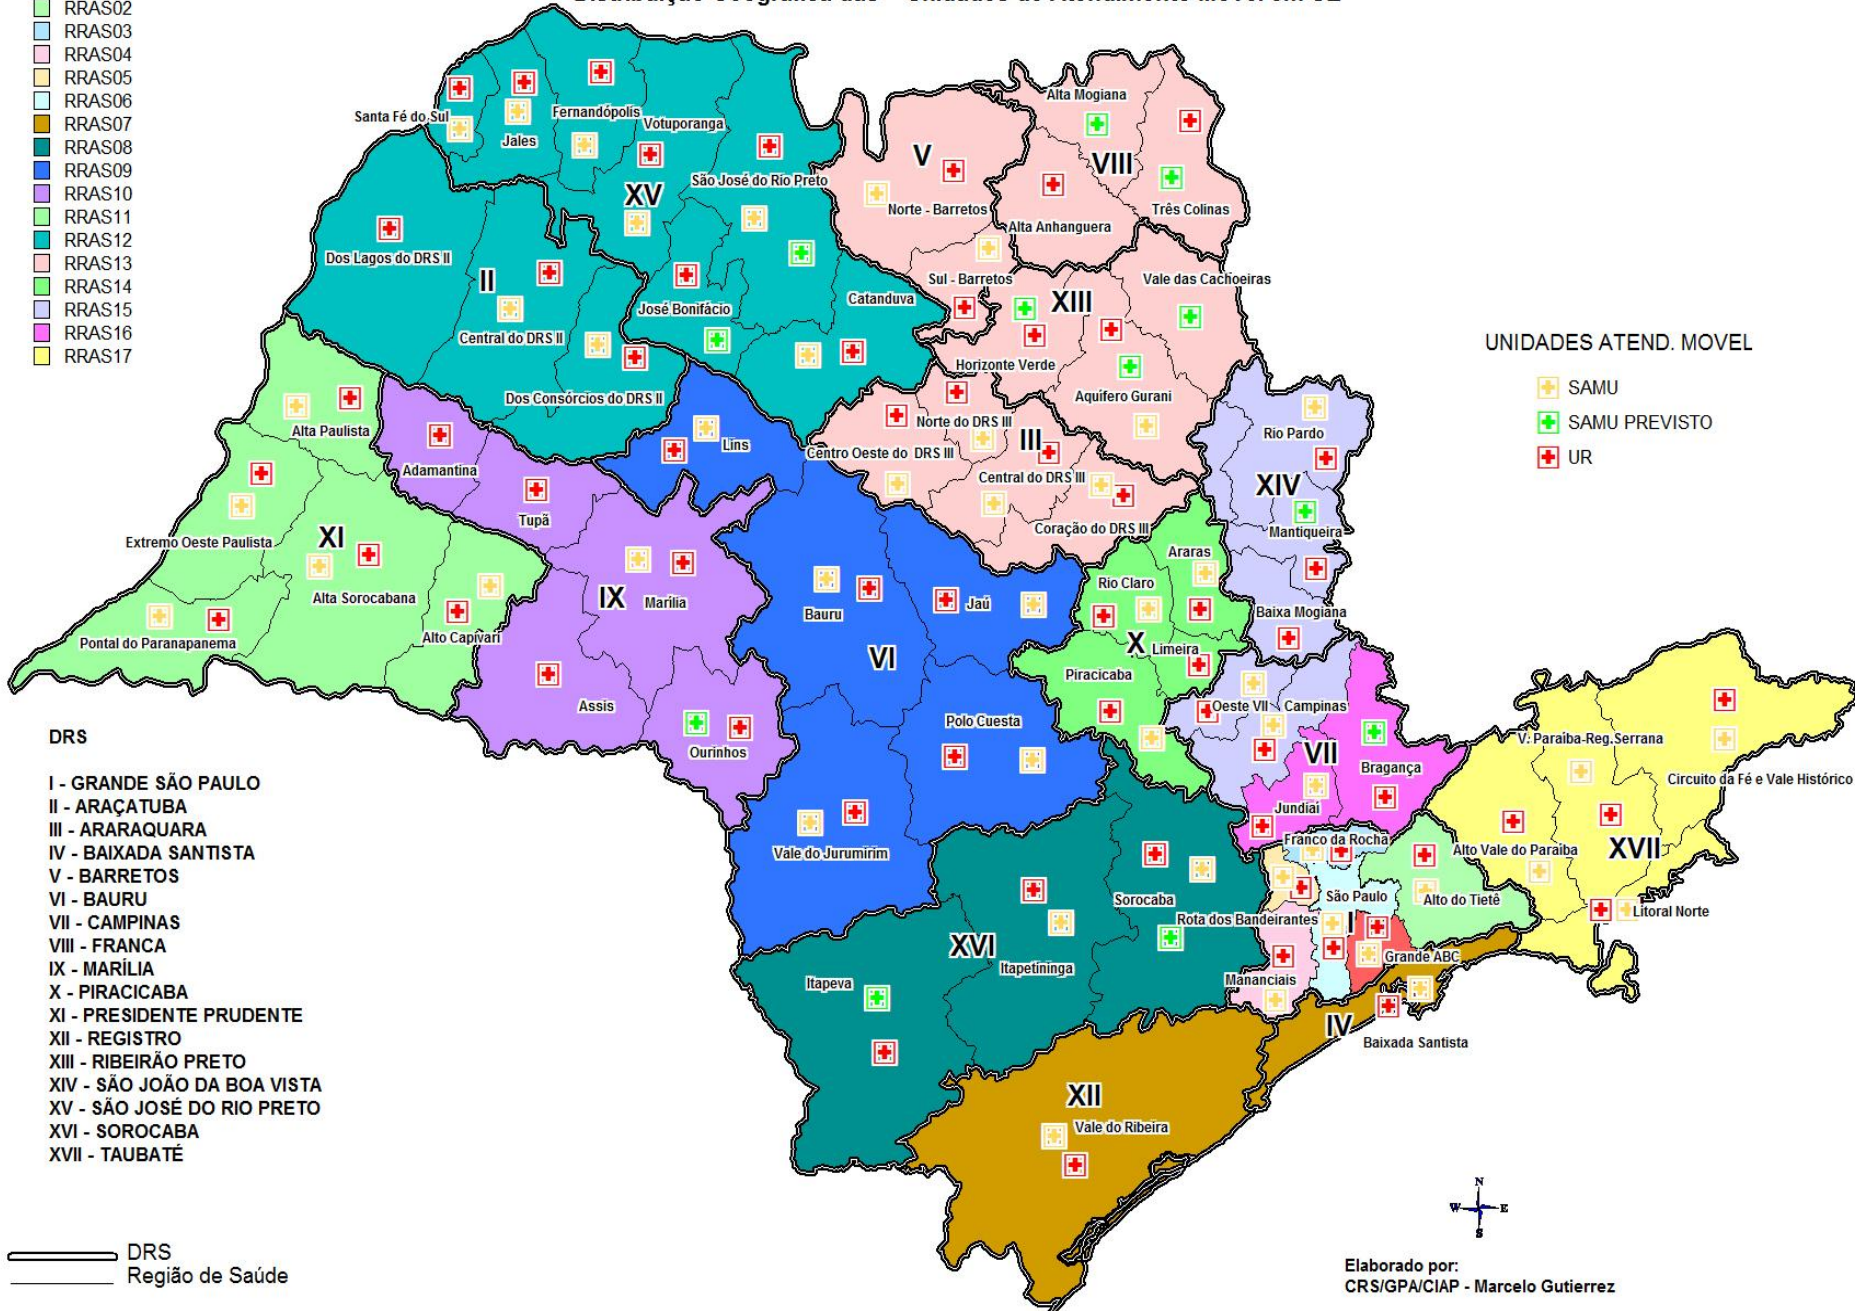 RRAS02
RRAS03
RRAS04
RRAS05
RRAS06
RRAS07
RRAS08
RRAS09
RRAS10
RRAS11
RRAS12
RRAS13
RRAS14
RRAS15
RRAS16
RRAS17
Santa Fé do Sul
Jales
Fernandópolis
Votuporanga
XV
São José do Rio Preto
Dos Lagos do DRS II
II
Central do DRS II
Dos Consórcios do DRS II
José Bonifácio
Catanduva
V
Norte - Barretos
Sul - Barretos
Alta Mogiana
VIII
Três Colinas
Alta Anhanguera
Vale das Cachoeiras
XIII
Horizonte Verde
Aquífero Gurani
Norte do DRS III
III
Centro Oeste do DRS III
Central do DRS III
Coração do DRS III
UNIDADES ATEND. MOVEL
SAMU
SAMU PREVISTO
UR
Alta Paulista
Adamantina
Tupã
Lins
Extremo Oeste Paulista
XI
Alta Sorocabana
Pontal do Paranapanema
Alto Capivari
IX
Marília
Assis
Ourinhos
Bauru
Jaú
VI
Polo Cuesta
Vale do Jurumirim
Rio Pardo
XIV
Mantiqueira
Baixa Mogiana
Araras
Rio Claro
X
Limeira
Piracicaba
Oeste VII
Campinas
VII
Bragança
Jundiaí
V. Paraíba-Reg.Serrana
Circuito da Fé e Vale Histórico
Alto Vale do Paraíba
XVII
Litoral Norte
Franco da Rocha
São Paulo
Alto do Tietê
Rota dos Bandeirantes
I
Grande ABC
Mananciais
Sorocaba
XVI
Itapetininga
Itapeva
IV
Baixada Santista
XII
Vale do Ribeira
DRS
I - GRANDE SÃO PAULO
II - ARAÇATUBA
III - ARARAQUARA
IV - BAIXADA SANTISTA
V - BARRETOS
VI - BAURU
VII - CAMPINAS
VIII - FRANCA
IX - MARÍLIA
X - PIRACICABA
XI - PRESIDENTE PRUDENTE
XII - REGISTRO
XIII - RIBEIRÃO PRETO
XIV - SÃO JOÃO DA BOA VISTA
XV - SÃO JOSÉ DO RIO PRETO
XVI - SOROCABA
XVII - TAUBATÉ
DRS
Região de Saúde
N
W E
S
Elaborado por:
CRS/GPA/CIAP - Marcelo Gutierrez